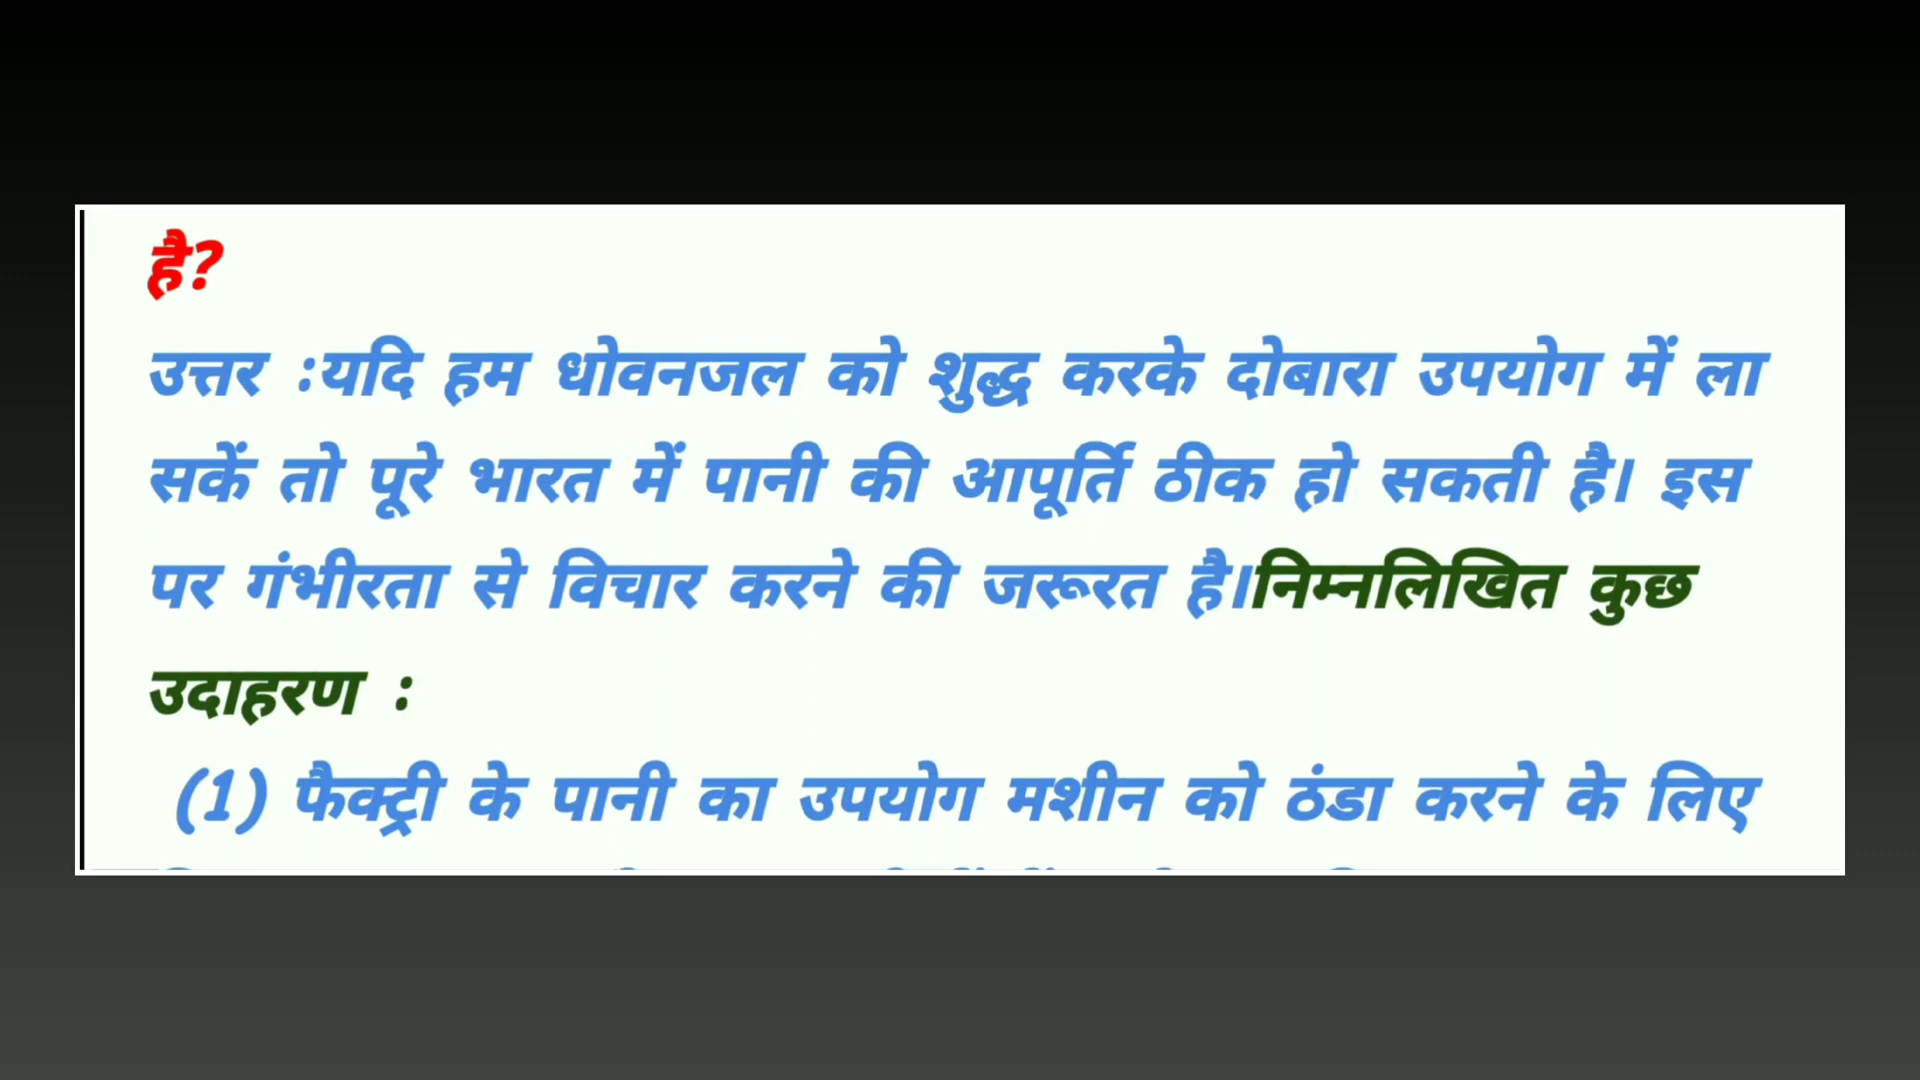 है?
उत्तर :यदि हम धोवनजल को शुद्ध करके दोबारा उपयोग में ला
सकें तो पूरे भारत में पानी की आपूर्ति ठीक हो सकती है। इस
पर गंभीरता से विचार करने की जरूरत है।निम्नलिखित कुछ
उदाहरण :
(1) फैक्ट्री के पानी का उपयोग मशीन को ठंडा करने के लिए